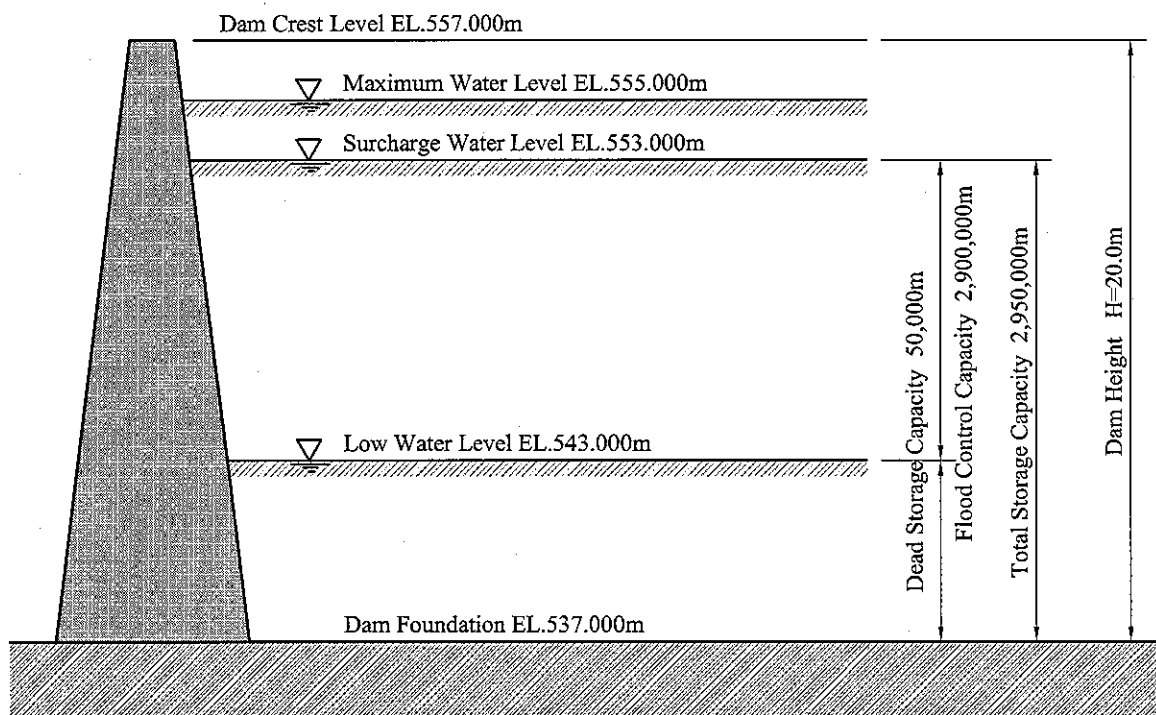 Dam Crest Level EL.557.000m
Maximum Water Level EL.555.000m
Surcharge Water Level EL.553.000m
Low Water Level EL.543.000m
Dam Foundation EL.537.000m
Dead Storage Capacity 50,000m
Flood Control Capacity 2,900,000m
Total Storage Capacity 2,950,000m
Dam Height H=20.0m